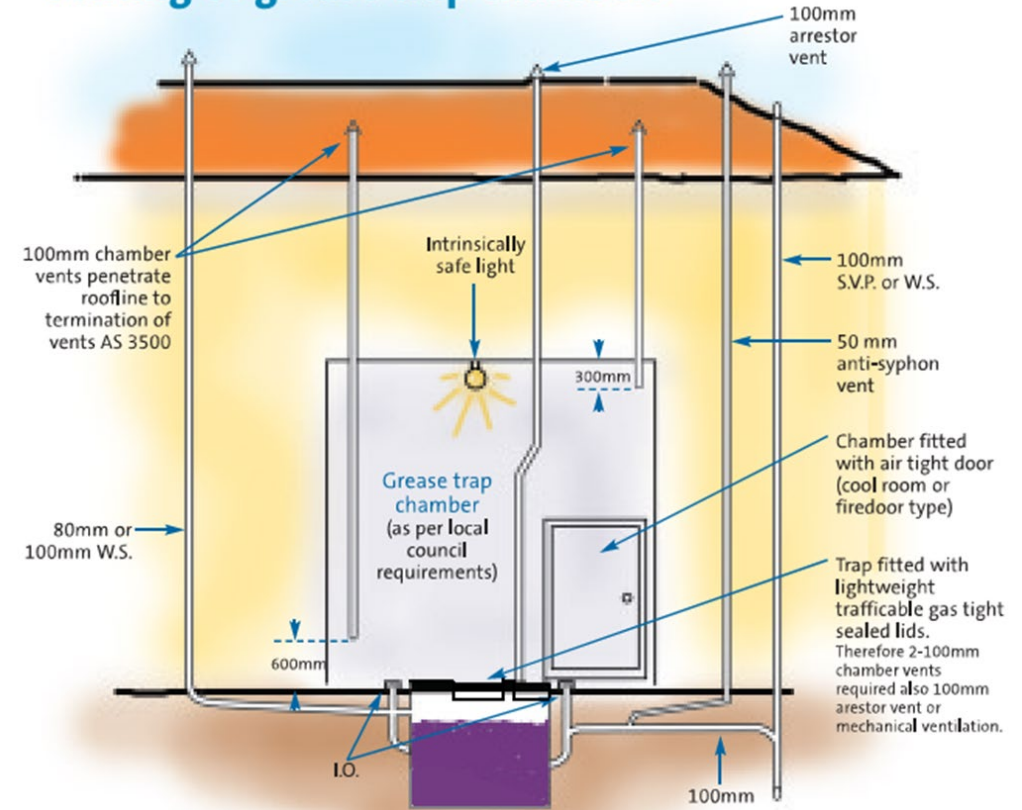 100mm
arrestor
vent
100mm chamber
vents penetrate
roofline to
termination of
vents AS 3500
Intrinsically
safe light
100mm
S.V.P. or W.S.
50 mm
anti-syphon
vent
300mm
Chamber fitted
with air tight door
(cool room or
firedoor type)
Grease trap
chamber
(as per local
council
requirements)
80mm or
100mm W.S.
Trap fitted with
lightweight
trafficable gas tight
sealed lids.
Therefore 2-100mm
chamber vents
required also 100mm
arestor vent or
mechanical ventilation.
600mm
I.O.
100mm